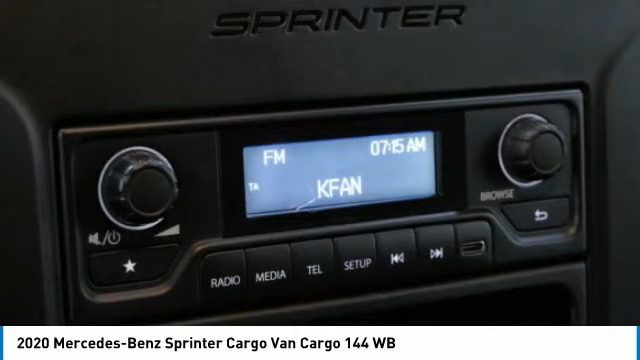 SPRINTER
FM 07:15 AM
TA KFAN
BROWSE
RADIO MEDIA TEL SETUP
2020 Mercedes-Benz Sprinter Cargo Van Cargo 144 WB